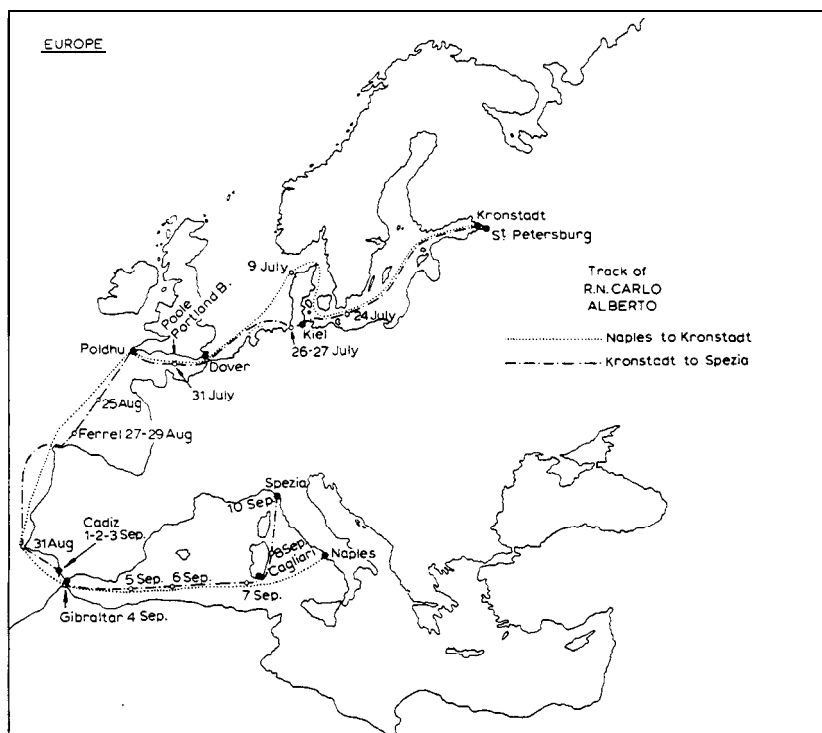 EUROPE
Kronstadt
St. Petersburg
9 July
Track of
R.N. CARLO
ALBERTO
Poole
Portland B.
24 July
Kiel
Naples to Kronstadt
Poldhu
26-27 July
Dover
Kronstadt to Spezia
31 July
25 Aug
Ferrel 27-29 Aug
Spezia
10 Sep.
Cadiz
1-2-3 Sep.
31 Aug
8 Sep.
Cagliari
Naples
5 Sep.
6 Sep.
7 Sep.
Gibraltar 4 Sep.